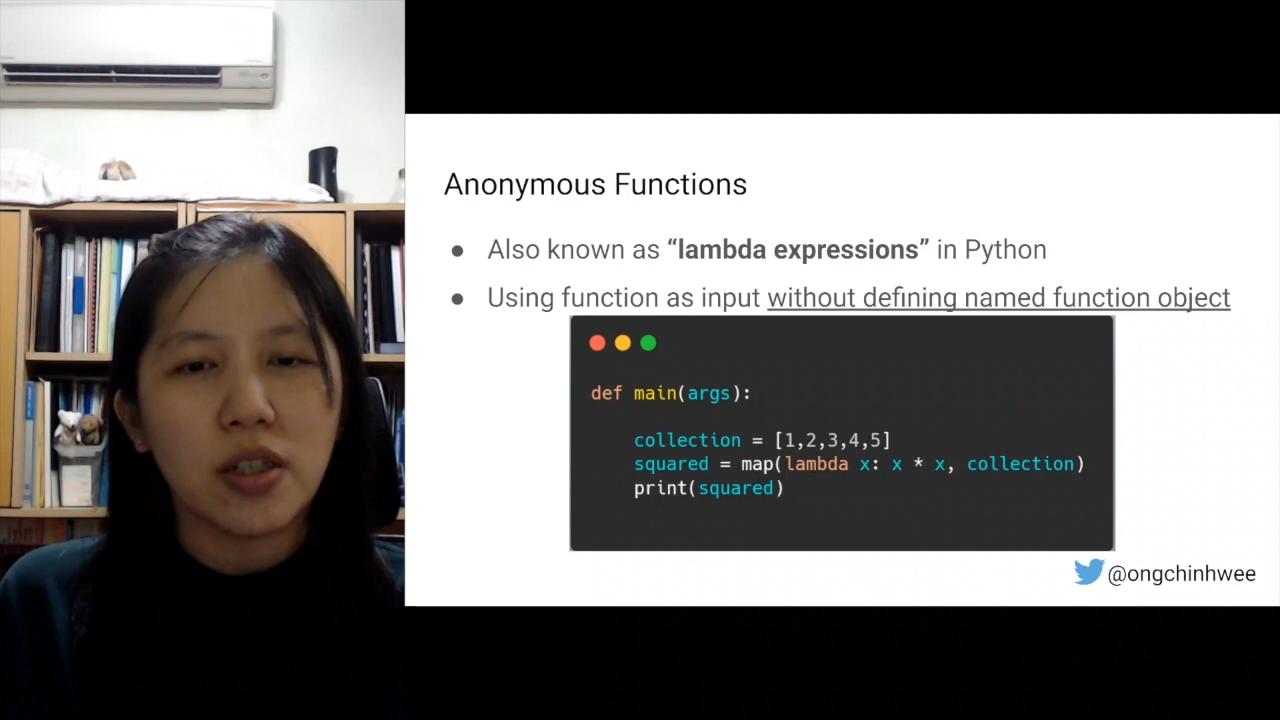 Anonymous Functions
● Also known as “lambda expressions” in Python
● Using function as input without defining named function object
def main(args):
    collection = [1,2,3,4,5]
    squared = map(lambda x: x * x, collection)
    print(squared)
@ongchinhwee